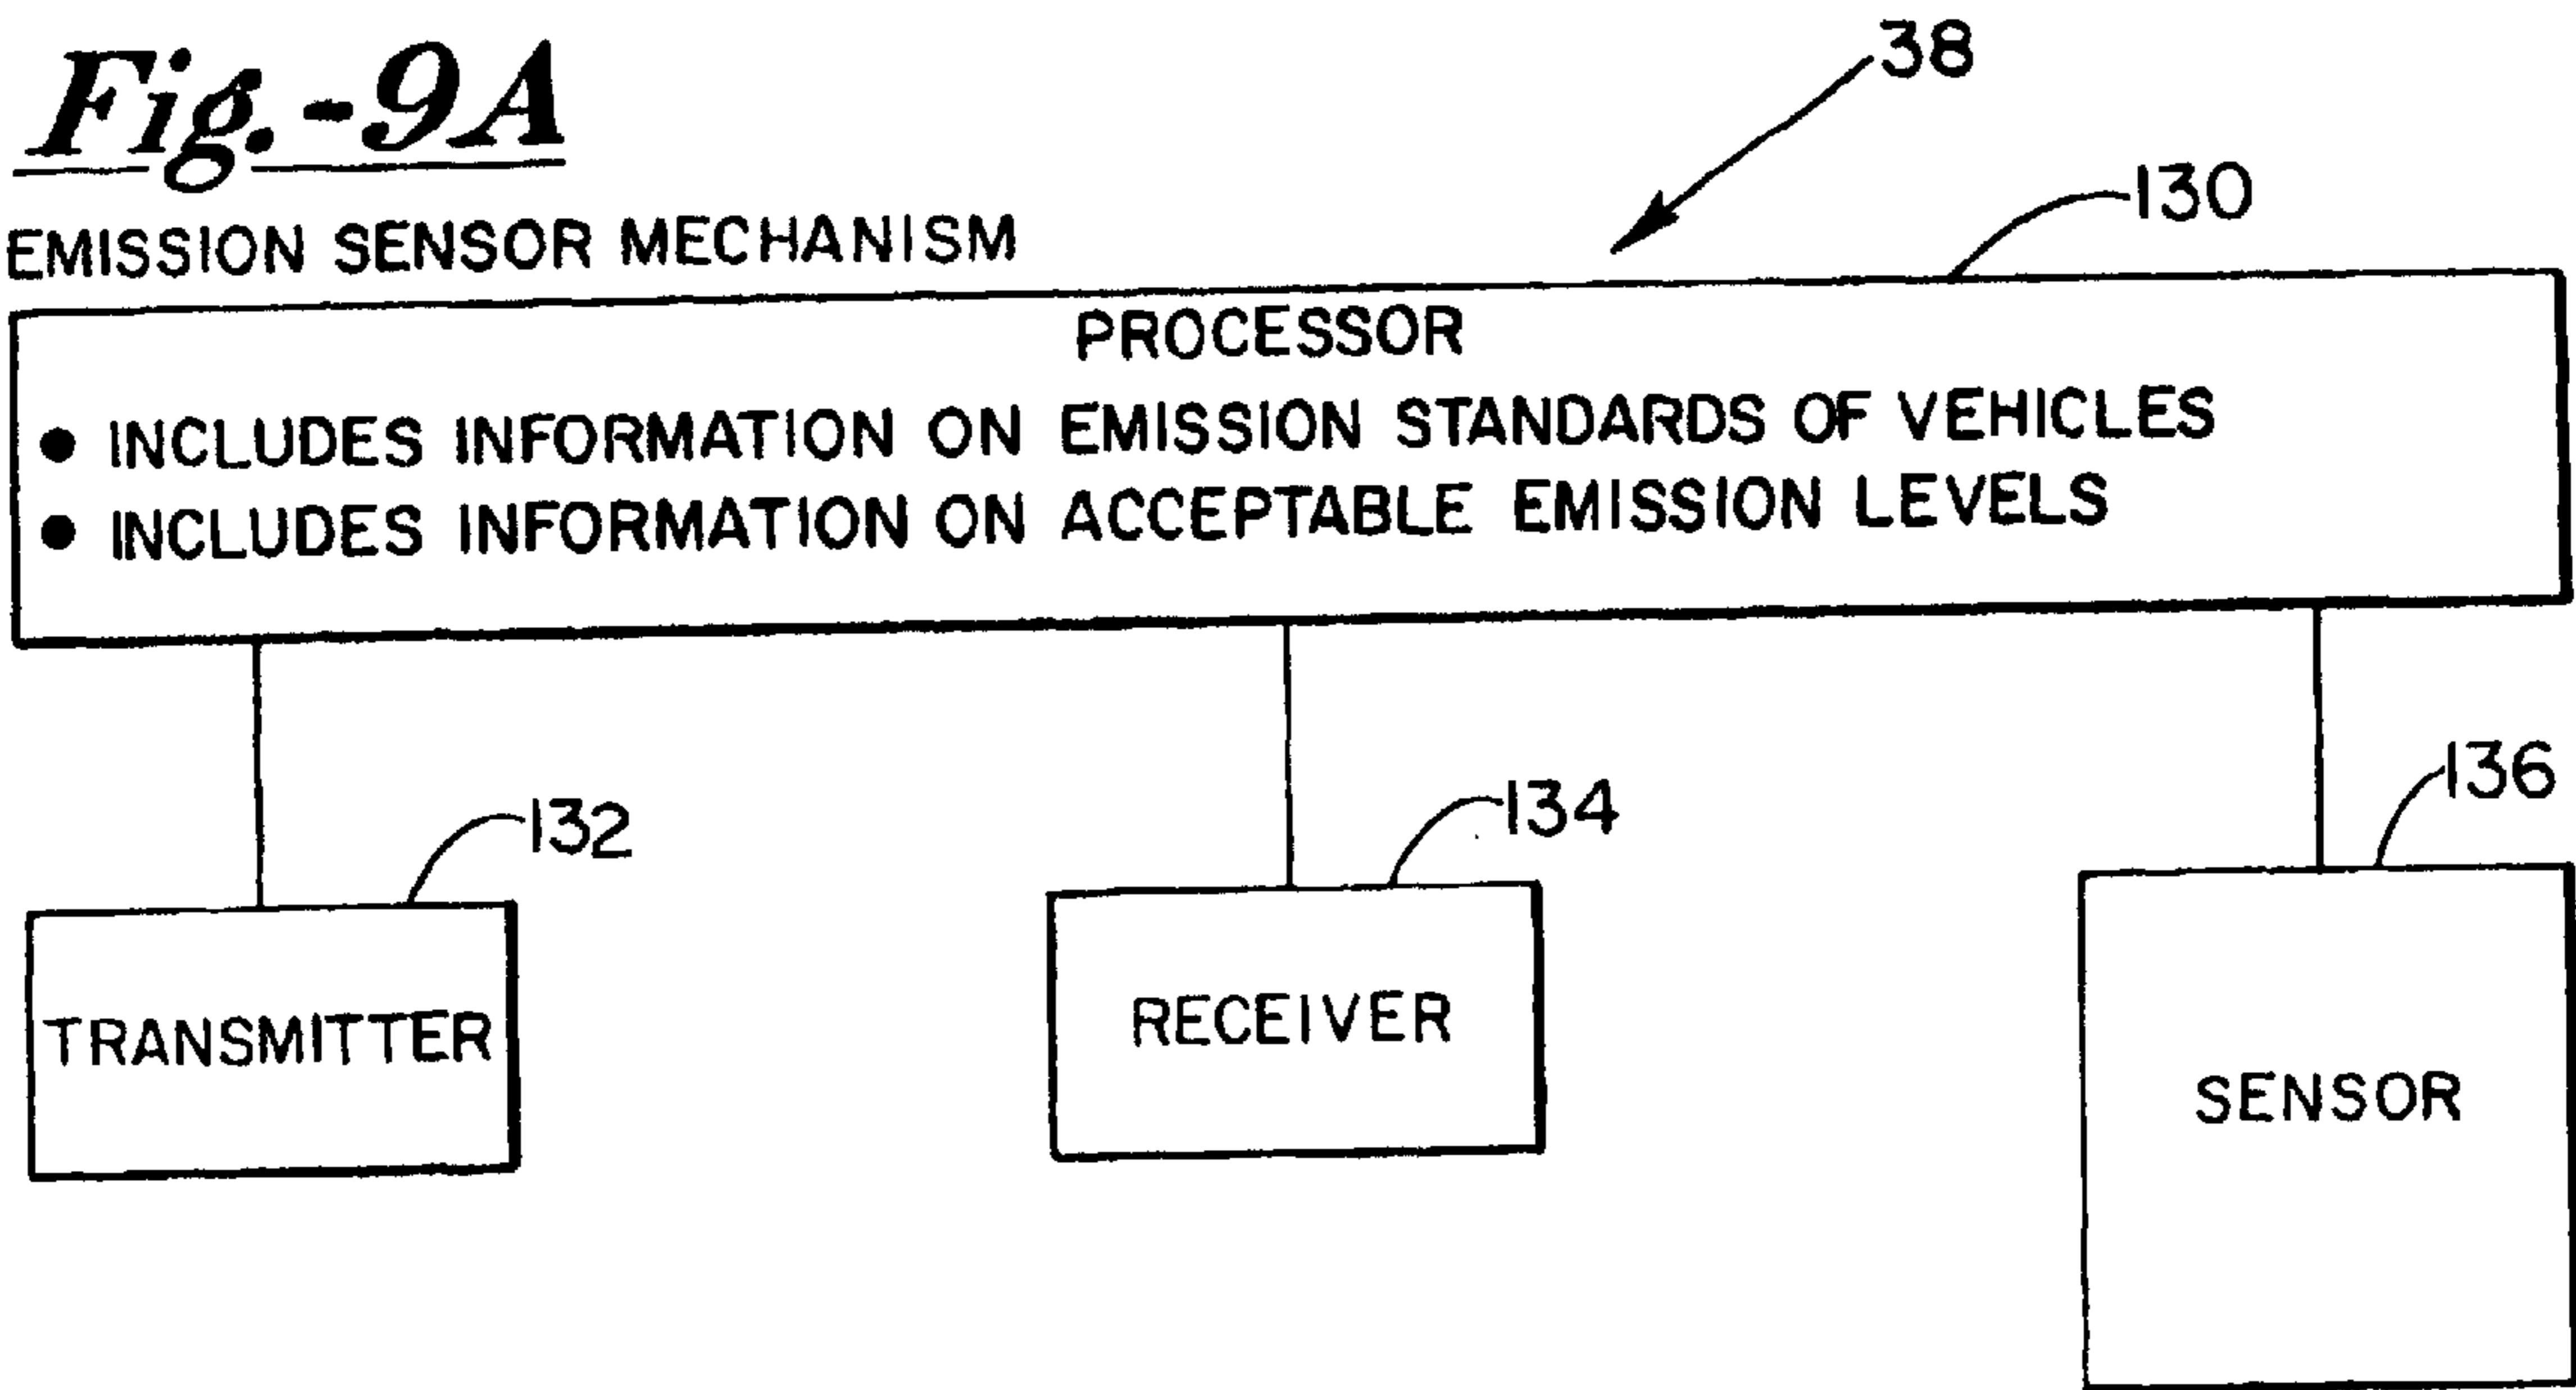 Fig.-9A
38
EMISSION SENSOR MECHANISM
130
PROCESSOR
● INCLUDES INFORMATION ON EMISSION STANDARDS OF VEHICLES
● INCLUDES INFORMATION ON ACCEPTABLE EMISSION LEVELS
132
134
136
TRANSMITTER
RECEIVER
SENSOR